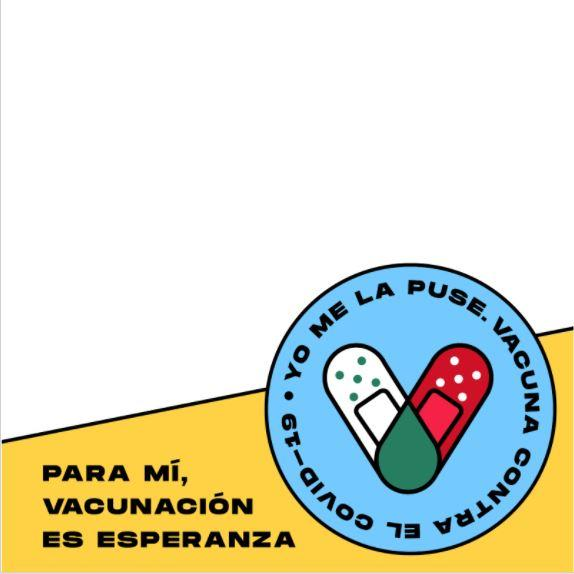 YO ME LA PUSE. VACUNA CONTRA EL COVID-19 •
PARA MÍ,
VACUNACIÓN
ES ESPERANZA